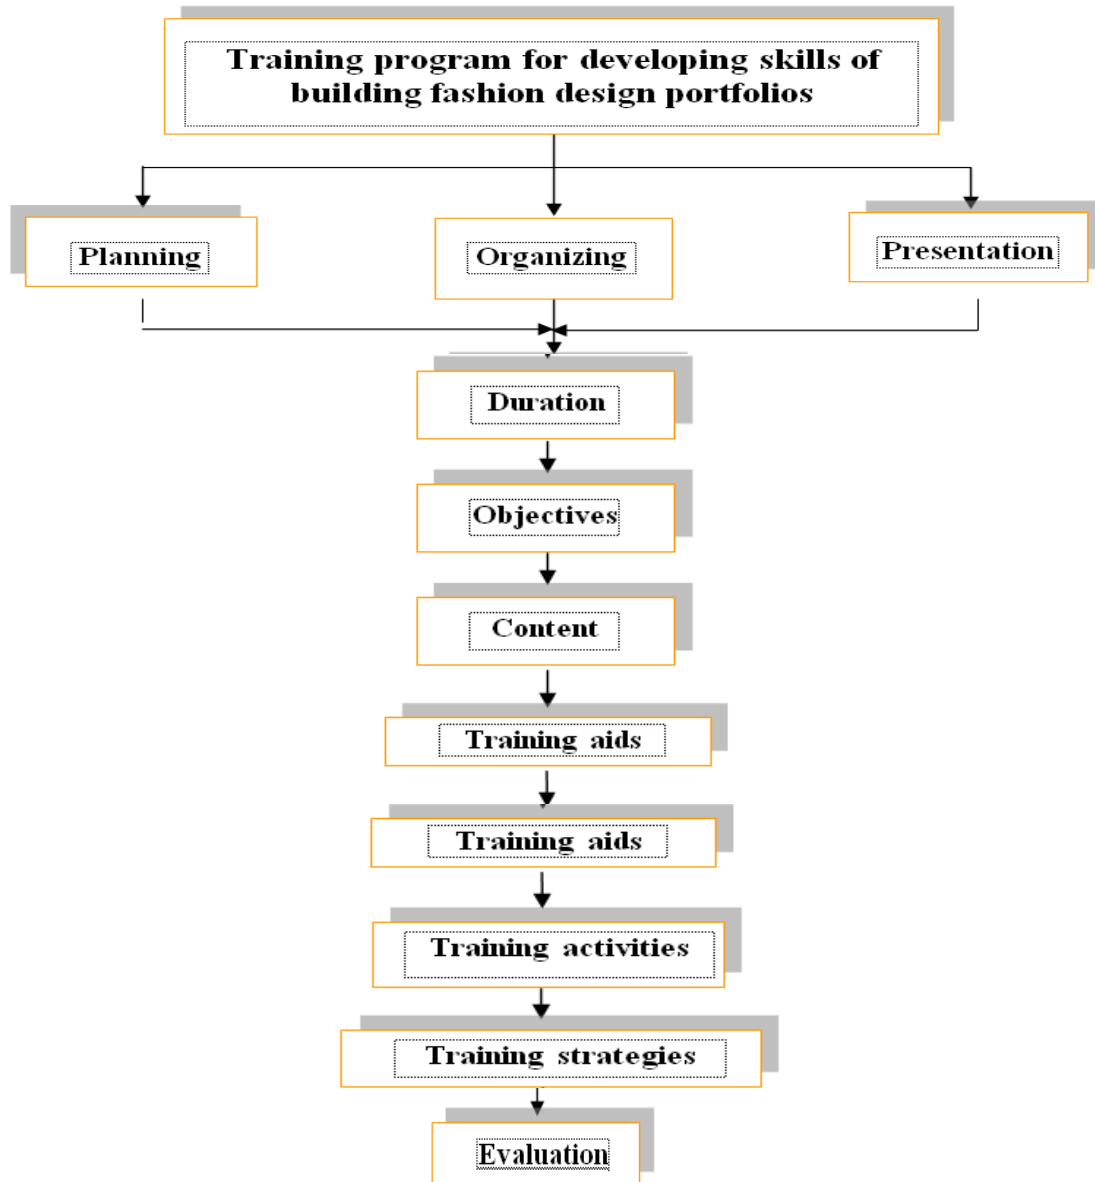 Training program for developing skills of
building fashion design portfolios
Planning
Organizing
Presentation
Duration
Objectives
Content
Training aids
Training aids
Training activities
Training strategies
Evaluation